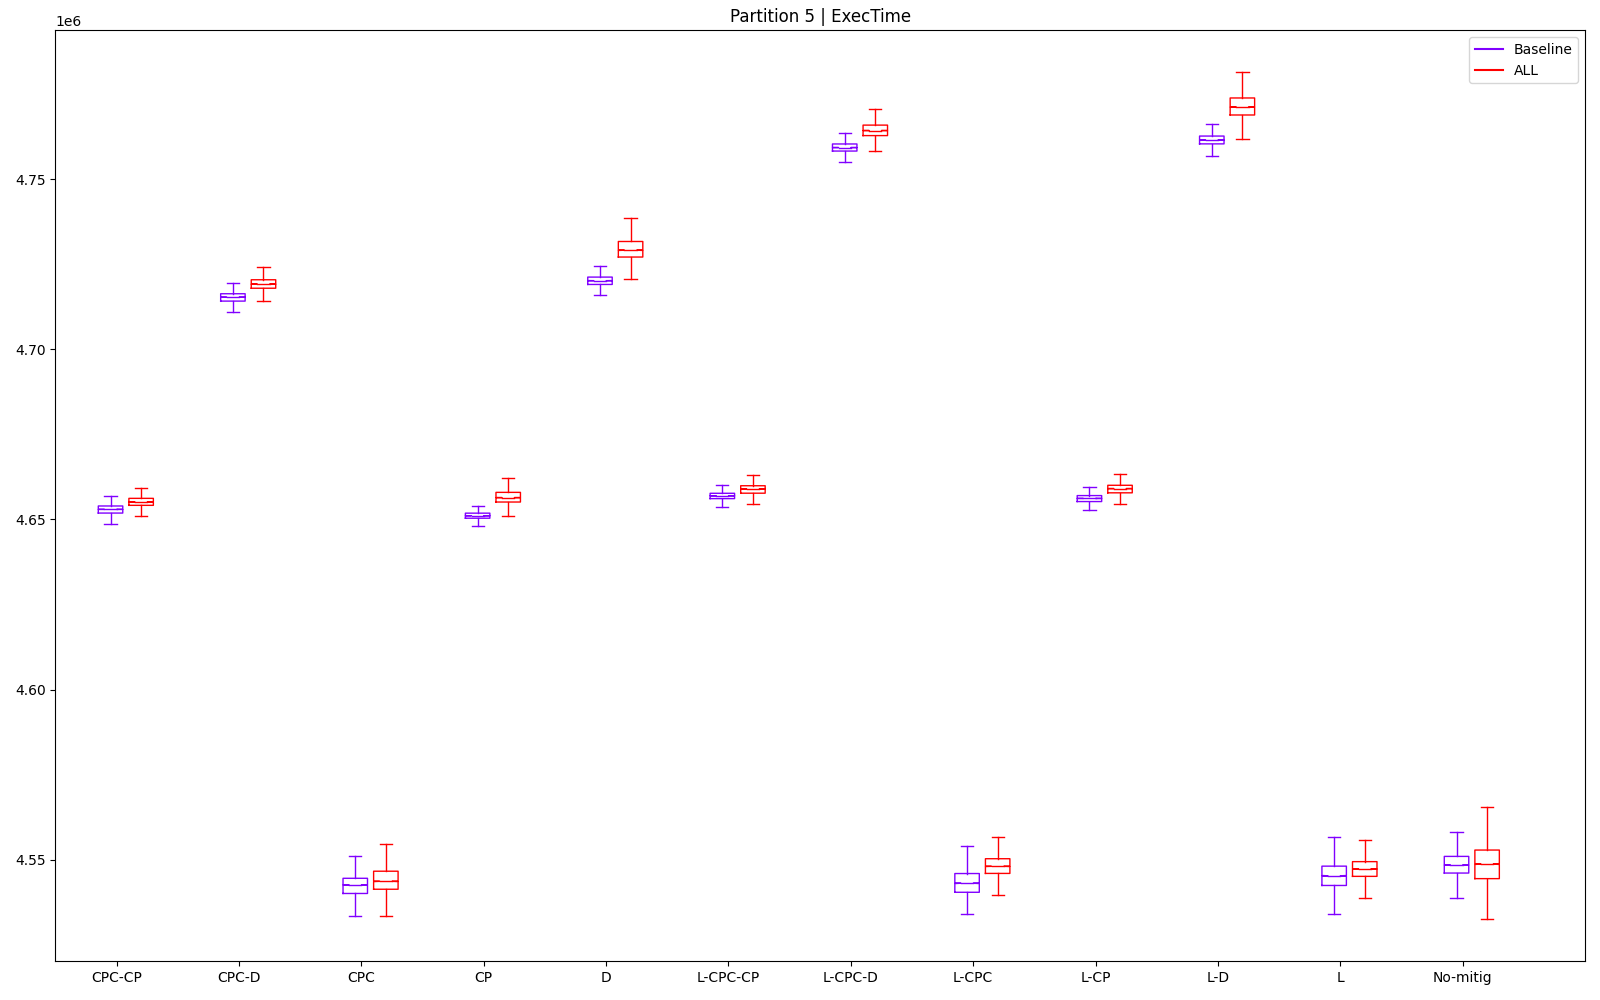 Partition 5 | ExecTime
1e6
Baseline
ALL
4.75
4.70
4.65
4.60
4.55
CPC-CP CPC-D CPC CP D L-CPC-CP L-CPC-D L-CPC L-CP L-D L No-mitig